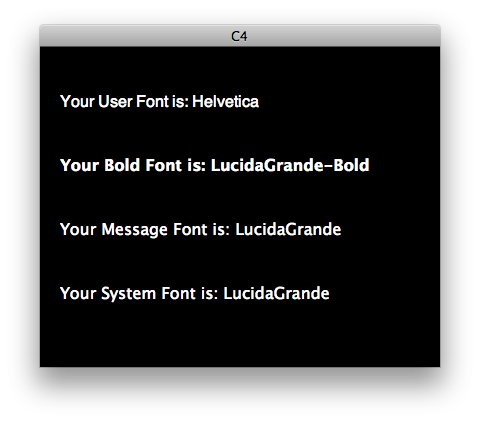 C4
Your User Font is: Helvetica
Your Bold Font is: LucidaGrande-Bold
Your Message Font is: LucidaGrande
Your System Font is: LucidaGrande